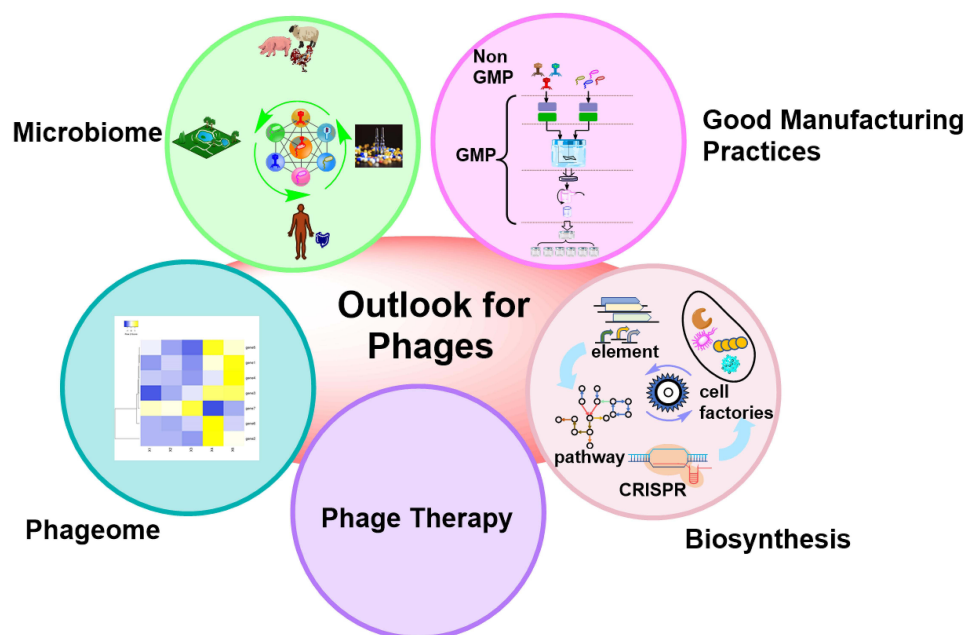 Microbiome
Non
GMP
GMP
Good Manufacturing
Practices
Outlook for
Phages
element
cell
factories
pathway
CRISPR
Phageome
Phage Therapy
Biosynthesis